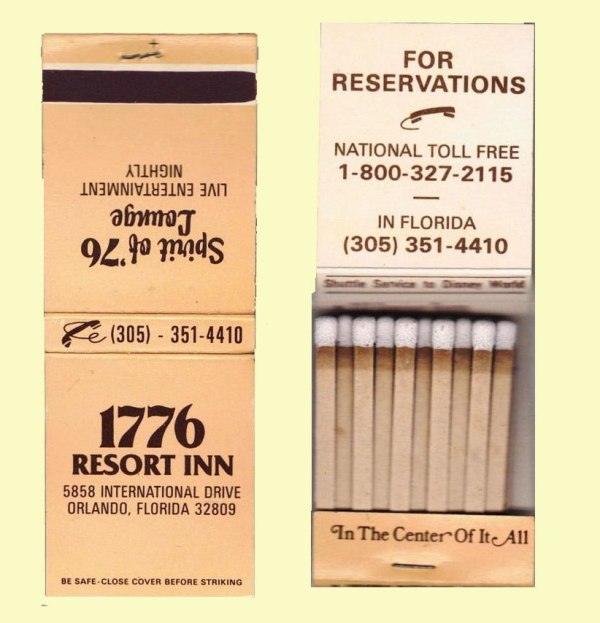 Spirit of '76
Lounge
LIVE ENTERTAINMENT
NIGHTLY
(305) - 351-4410
1776
RESORT INN
5858 INTERNATIONAL DRIVE
ORLANDO, FLORIDA 32809
BE SAFE-CLOSE COVER BEFORE STRIKING
FOR
RESERVATIONS
NATIONAL TOLL FREE
1-800-327-2115
IN FLORIDA
(305) 351-4410
Shuttle Service to Disney World
In The Center Of It All